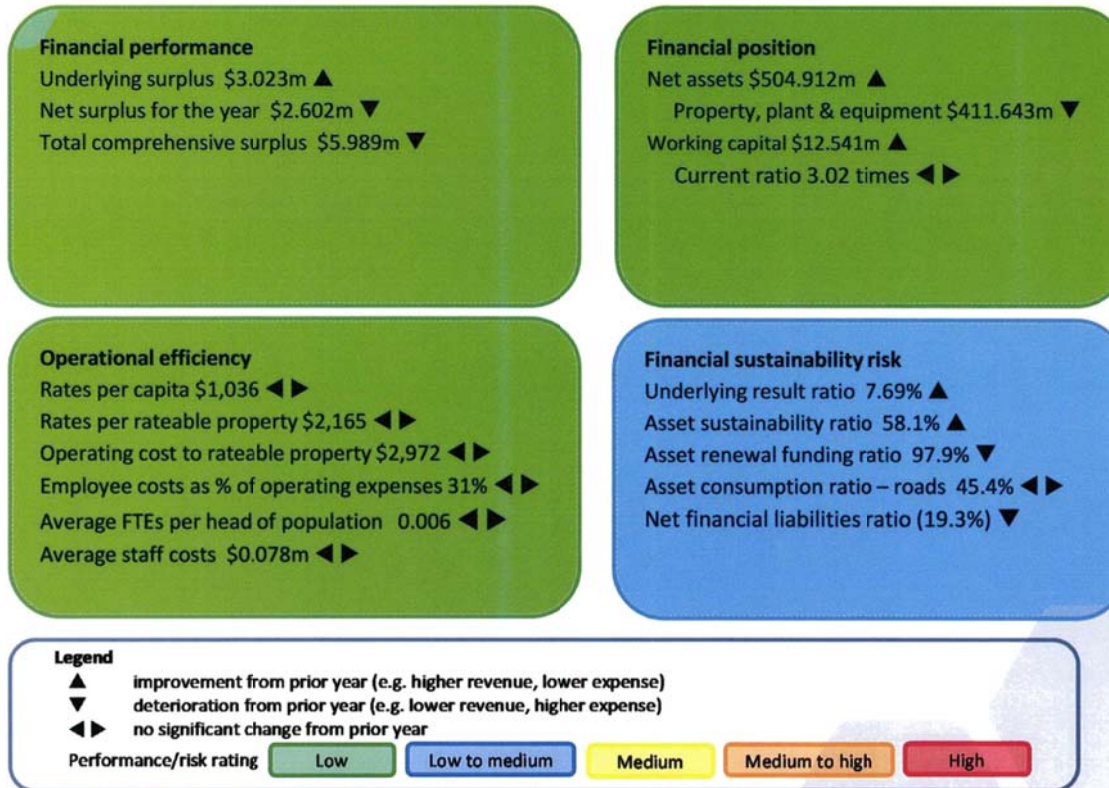 Financial performance
Underlying surplus $3.023m ▲
Net surplus for the year $2.602m ▼
Total comprehensive surplus $5.989m ▼
Financial position
Net assets $504.912m ▲
Property, plant & equipment $411.643m ▼
Working capital $12.541m ▲
Current ratio 3.02 times ◀ ▶
Operational efficiency
Rates per capita $1,036 ◀ ▶
Rates per rateable property $2,165 ◀ ▶
Operating cost to rateable property $2,972 ◀ ▶
Employee costs as % of operating expenses 31% ◀ ▶
Average FTEs per head of population 0.006 ◀ ▶
Average staff costs $0.078m ◀ ▶
Financial sustainability risk
Underlying result ratio 7.69% ▲
Asset sustainability ratio 58.1% ▲
Asset renewal funding ratio 97.9% ▼
Asset consumption ratio – roads 45.4% ◀ ▶
Net financial liabilities ratio (19.3%) ▼
Legend
▲ improvement from prior year (e.g. higher revenue, lower expense)
▼ deterioration from prior year (e.g. lower revenue, higher expense)
◀ ▶ no significant change from prior year
Performance/risk rating Low Low to medium Medium Medium to high High